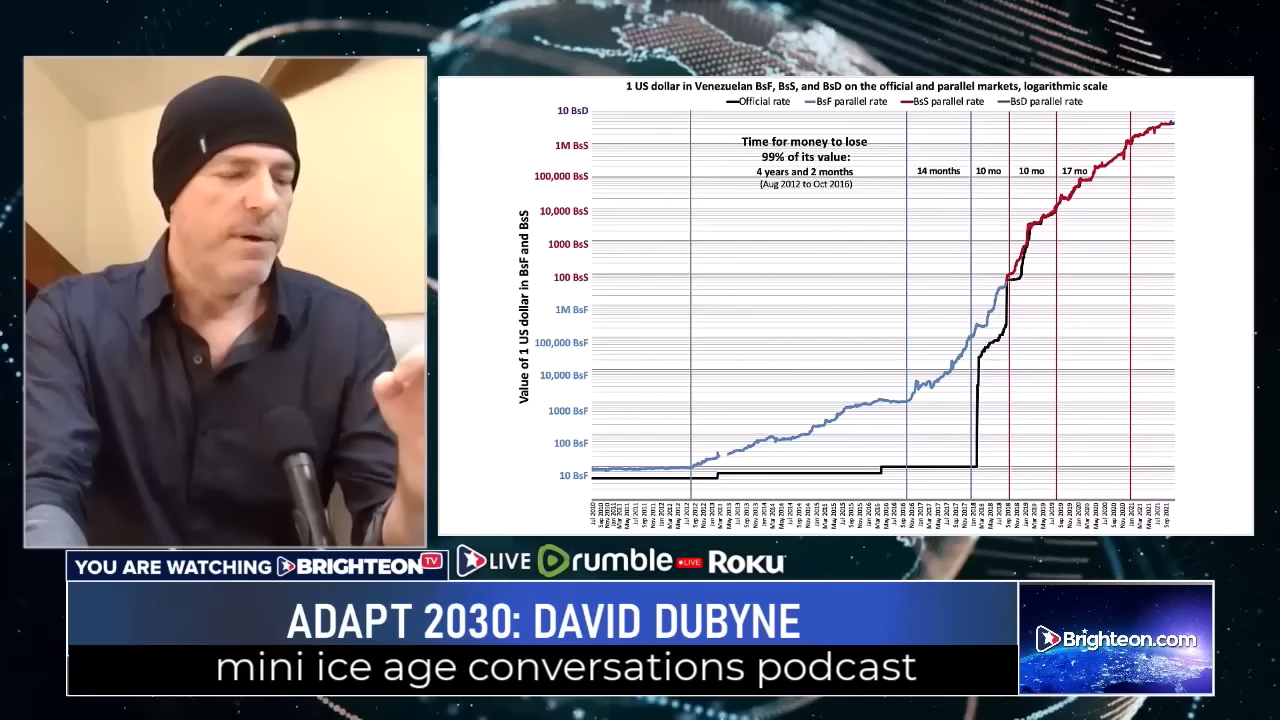 1 US dollar in Venezuelan BsF, BsS, and BsD on the official and parallel markets, logarithmic scale
Official rate BsF parallel rate BsS parallel rate BsD parallel rate
Value of 1 US dollar in BsF and BsS
10 BsD
1M BsS
100,000 BsS
10,000 BsS
1000 BsS
100 BsS
1M BsF
100,000 BsF
10,000 BsF
1000 BsF
100 BsF
10 BsF
Time for money to lose
99% of its value:
4 years and 2 months
(Aug 2012 to Oct 2016)
14 months 10 mo 10 mo 17 mo
YOU ARE WATCHING BRIGHTEON TV
LIVE rumble LIVE Roku
ADAPT 2030: DAVID DUBYNE
mini ice age conversations podcast
Brighteon.com